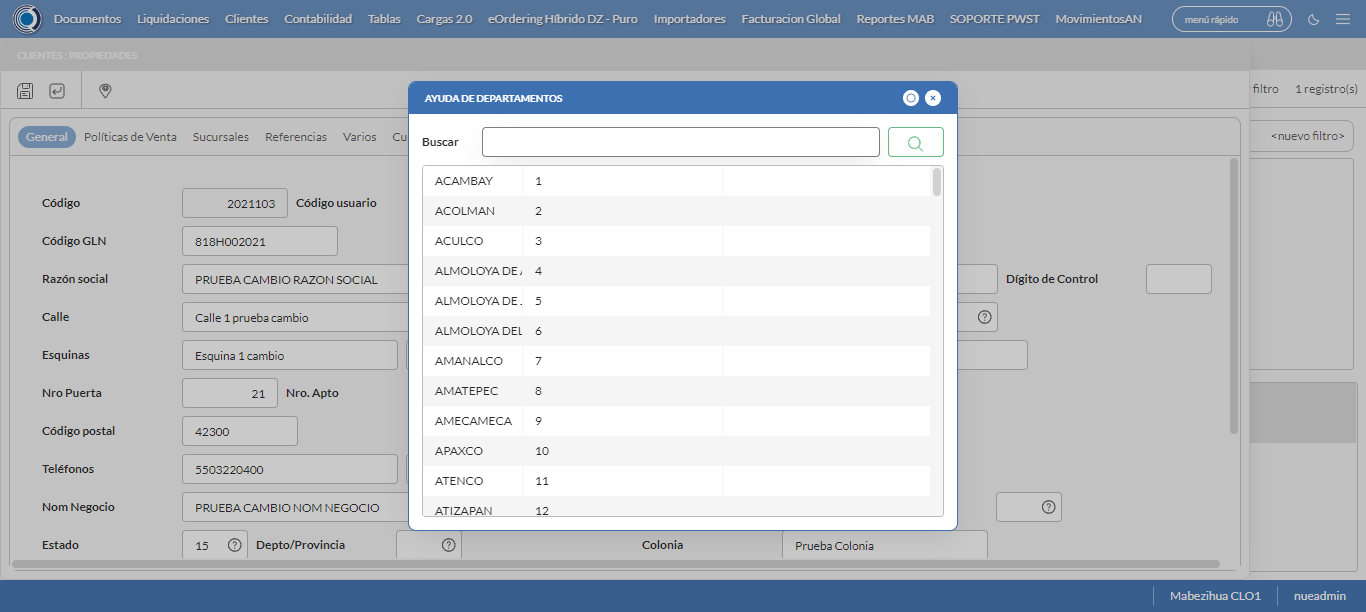 Documentos Liquidaciones Clientes Contabilidad Tablas Cargas 2.0 eOrdering Híbrido DZ - Puro Importadores Facturacion Global Reportes MAB SOPORTE PWST MovimientosAN menú rápido
CLIENTES : PROPIEDADES
filtro 1 registro(s)
AYUDA DE DEPARTAMENTOS
General Políticas de Venta Sucursales Referencias Varios Cu
<nuevo filtro>
Buscar
ACAMBAY 1
ACOLMAN 2
ACULCO 3
ALMOLOYA DE A 4
ALMOLOYA DE J 5
ALMOLOYA DEL 6
AMANALCO 7
AMATEPEC 8
AMECAMECA 9
APAXCO 10
ATENCO 11
ATIZAPAN 12
Código 2021103 Código usuario
Código GLN 818H002021
Razón social PRUEBA CAMBIO RAZON SOCIAL Dígito de Control
Calle Calle 1 prueba cambio
Esquinas Esquina 1 cambio
Nro Puerta 21 Nro. Apto
Código postal 42300
Teléfonos 5503220400
Nom Negocio PRUEBA CAMBIO NOM NEGOCIO
Estado 15 Depto/Provincia Colonia Prueba Colonia
Mabezihua CLO1 nueadmin